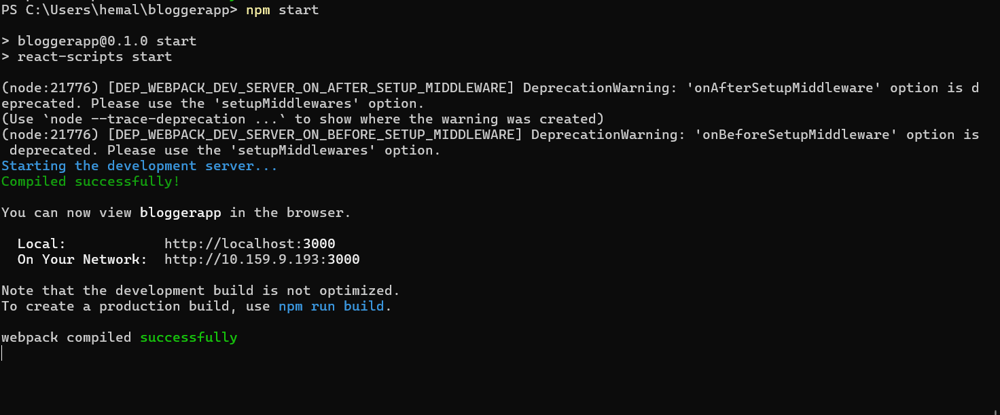 PS C:\Users\hemal\bloggerapp> npm start
> bloggerapp@0.1.0 start
> react-scripts start
(node:21776) [DEP_WEBPACK_DEV_SERVER_ON_AFTER_SETUP_MIDDLEWARE] DeprecationWarning: 'onAfterSetupMiddleware' option is d
eprecated. Please use the 'setupMiddlewares' option.
(Use `node --trace-deprecation ...` to show where the warning was created)
(node:21776) [DEP_WEBPACK_DEV_SERVER_ON_BEFORE_SETUP_MIDDLEWARE] DeprecationWarning: 'onBeforeSetupMiddleware' option is
 deprecated. Please use the 'setupMiddlewares' option.
Starting the development server...
Compiled successfully!
You can now view bloggerapp in the browser.
  Local:            http://localhost:3000
  On Your Network:  http://10.159.9.193:3000
Note that the development build is not optimized.
To create a production build, use npm run build.
webpack compiled successfully